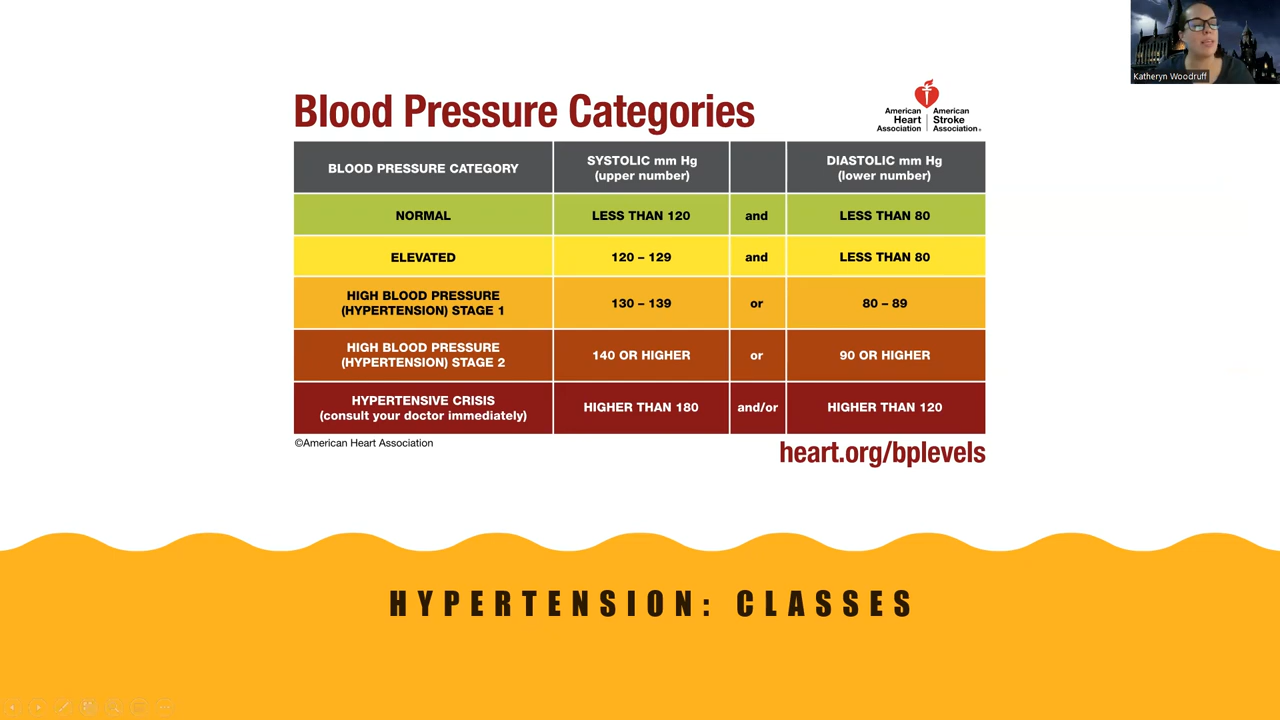 Katheryn Woodruff
Blood Pressure Categories
American Heart Association
American Stroke Association®
BLOOD PRESSURE CATEGORY
SYSTOLIC mm Hg
(upper number)
DIASTOLIC mm Hg
(lower number)
NORMAL
LESS THAN 120
and
LESS THAN 80
ELEVATED
120 – 129
and
LESS THAN 80
HIGH BLOOD PRESSURE
(HYPERTENSION) STAGE 1
130 – 139
or
80 – 89
HIGH BLOOD PRESSURE
(HYPERTENSION) STAGE 2
140 OR HIGHER
or
90 OR HIGHER
HYPERTENSIVE CRISIS
(consult your doctor immediately)
HIGHER THAN 180
and/or
HIGHER THAN 120
©American Heart Association
heart.org/bplevels
HYPERTENSION: CLASSES